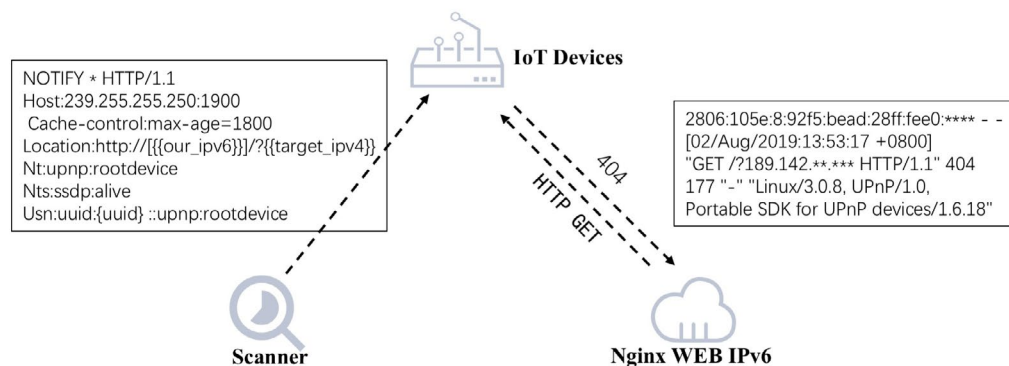 IoT Devices
NOTIFY * HTTP/1.1
Host:239.255.255.250:1900
Cache-control:max-age=1800
Location:http://[{{our_ipv6}}]/?{{target_ipv4}}
Nt:upnp:rootdevice
Nts:ssdp:alive
Usn:uuid:{uuid} ::upnp:rootdevice
2806:105e:8:92f5:bead:28ff:fee0:**** - -
[02/Aug/2019:13:53:17 +0800]
"GET /?189.142.**.*** HTTP/1.1" 404
177 "-" "Linux/3.0.8, UPnP/1.0,
Portable SDK for UPnP devices/1.6.18"
404
HTTP GET
Scanner
Nginx WEB IPv6